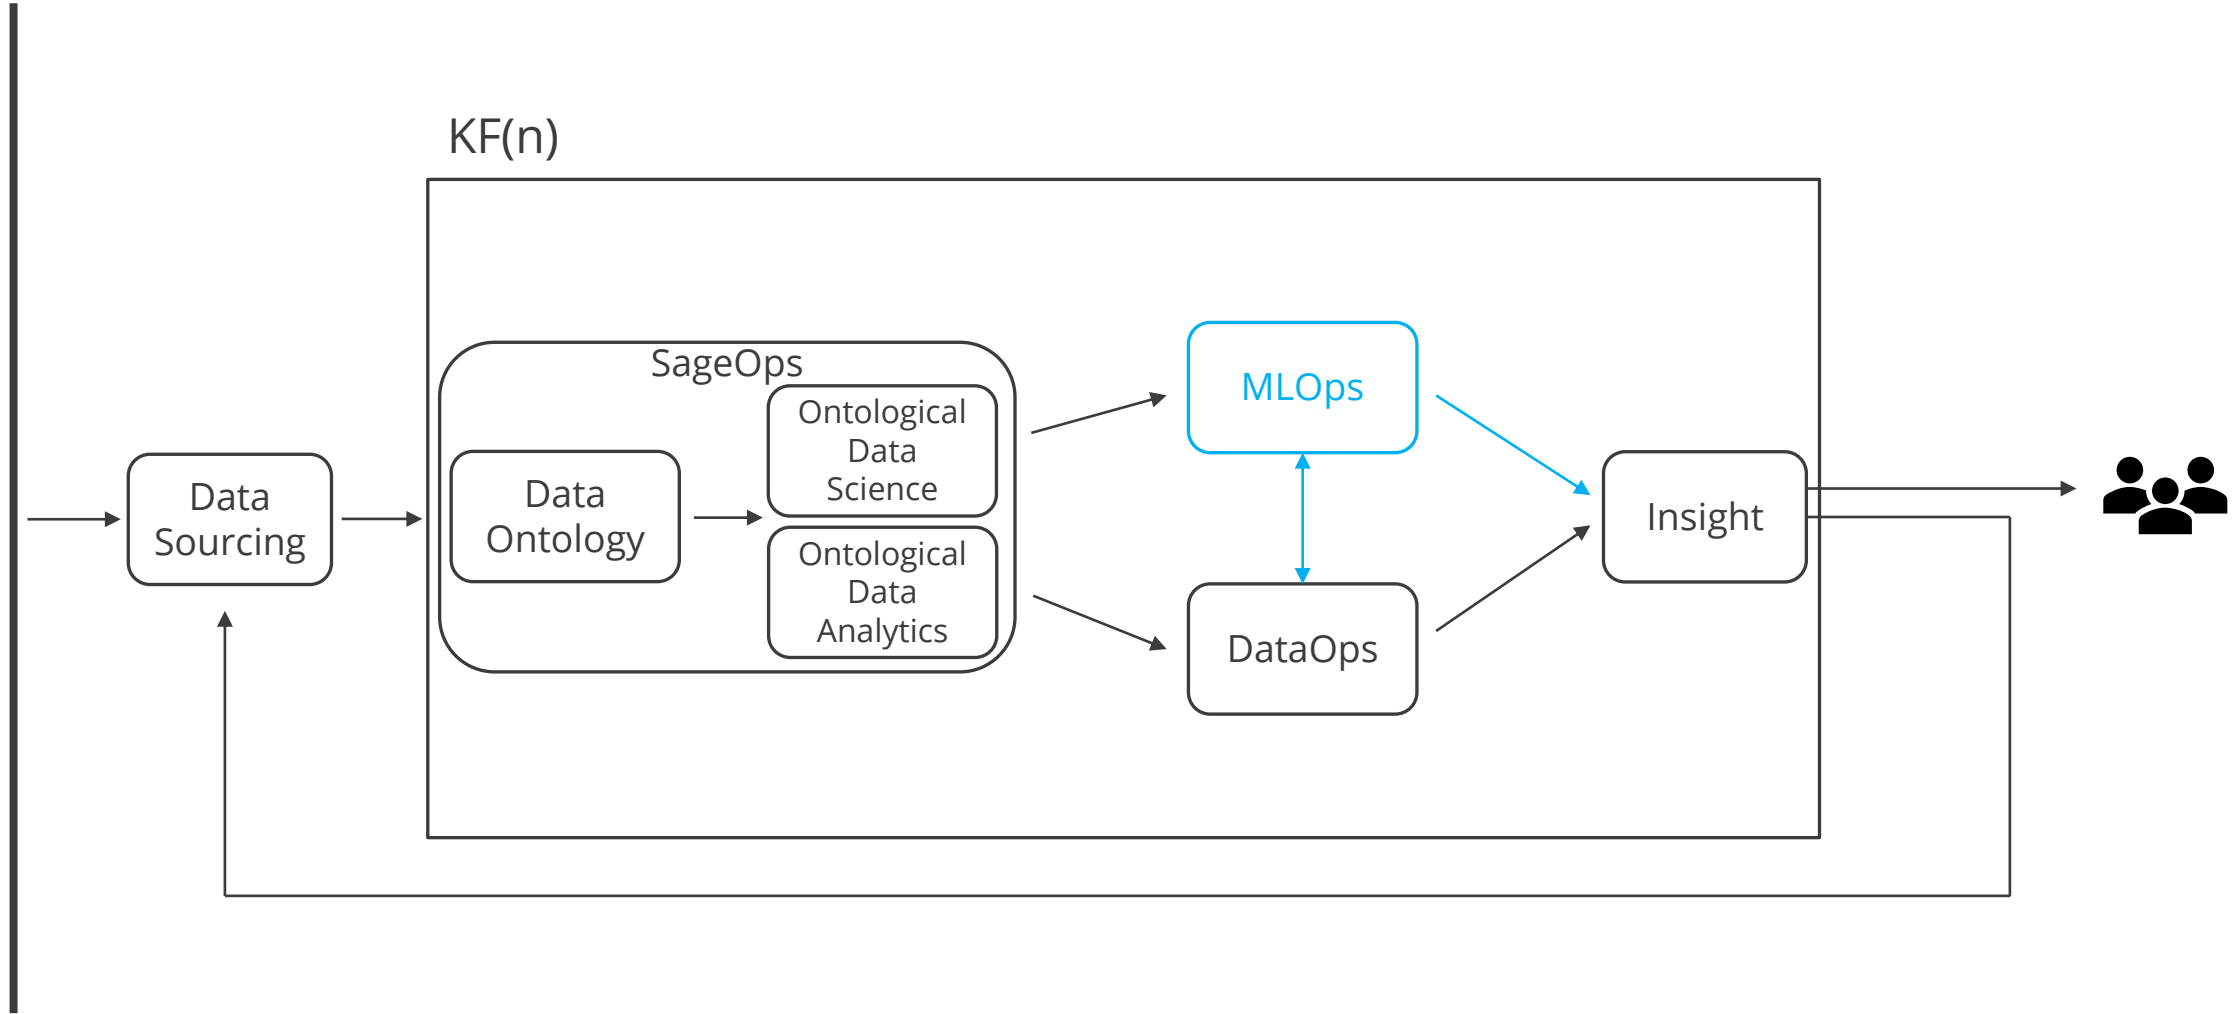 KF(n)
SageOps
Data
Sourcing
Data
Ontology
Ontological
Data
Science
Ontological
Data
Analytics
MLOps
DataOps
Insight